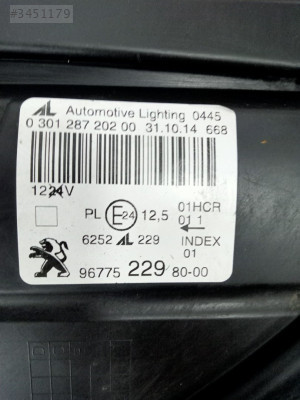 #3451179
AL Automotive Lighting 0445
0 301 287 202 00 31.10.14 668
12 24 V
PL E24 12,5 01HCR
01 1
6252 AL 229 INDEX
01
96775 229 80-00